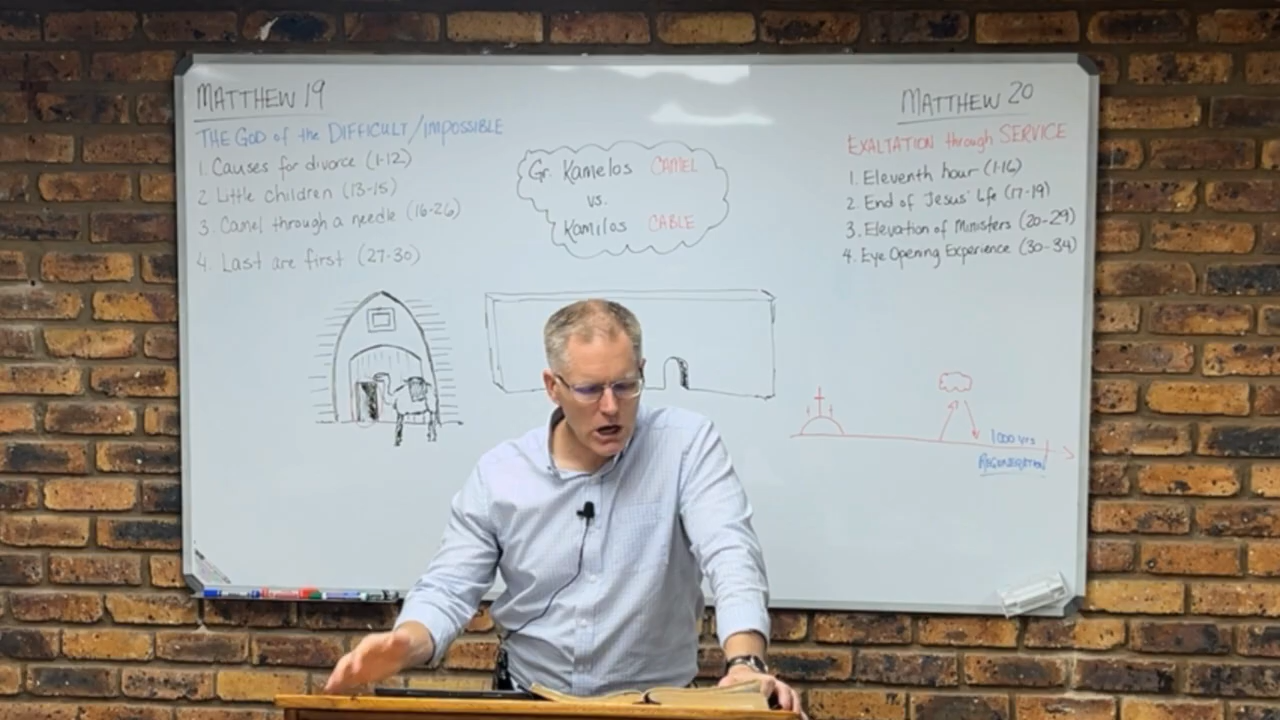 MATTHEW 19
THE GOD of the DIFFICULT/IMPOSSIBLE
1. Causes for divorce (1-12)
2 Little children (13-15)
3. Camel through a needle (16-26)
4. Last are first (27-30)
Gr. Kamelos CAMEL
vs.
Kamilos CABLE
MATTHEW 20
EXALTATION through SERVICE
1. Eleventh hour (1-16)
2. End of Jesus' Life (17-19)
3. Elevation of Ministers (20-29)
4. Eye Opening Experience (30-34)
1000 yrs
REGENERATION